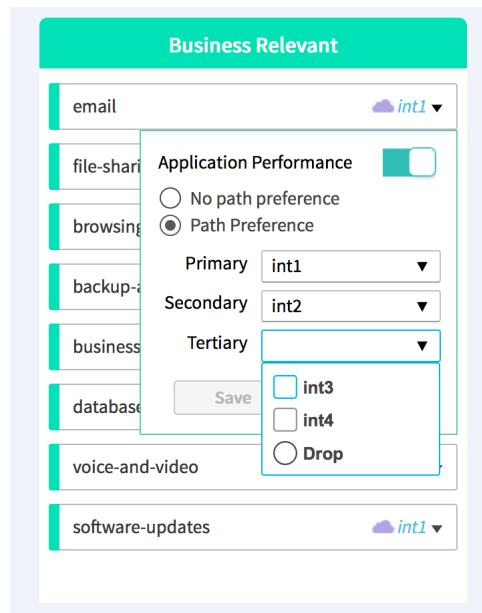 Business Relevant
email int1
Application Performance
file-shari
No path preference
browsing
Path Preference
Primary int1
backup-a
Secondary int2
business
Tertiary
int3
Save
database
int4
Drop
voice-and-video
software-updates int1